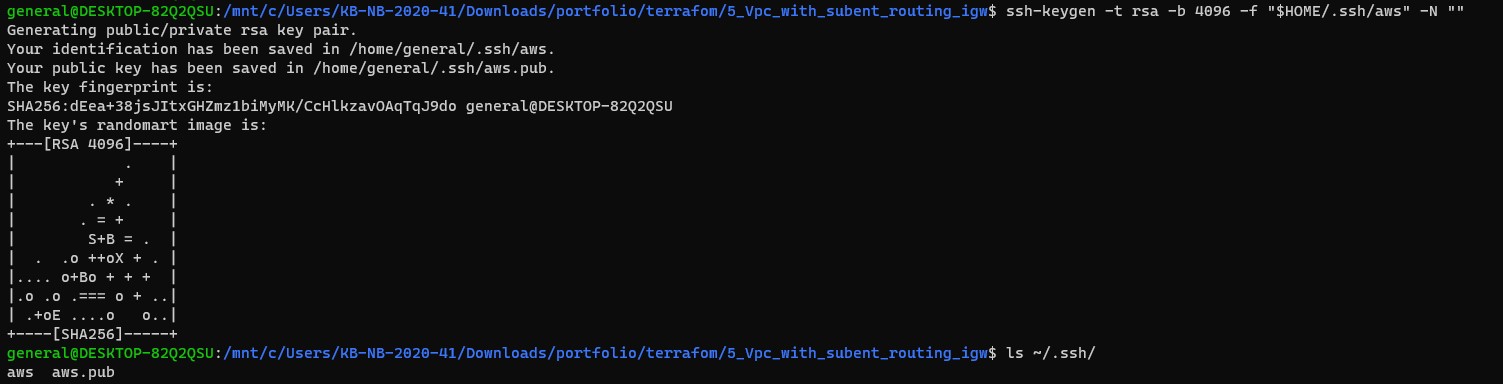 general@DESKTOP-82Q2QSU:/mnt/c/Users/KB-NB-2020-41/Downloads/portfolio/terrafom/5_Vpc_with_subent_routing_igw$ ssh-keygen -t rsa -b 4096 -f "$HOME/.ssh/aws" -N ""
Generating public/private rsa key pair.
Your identification has been saved in /home/general/.ssh/aws.
Your public key has been saved in /home/general/.ssh/aws.pub.
The key fingerprint is:
SHA256:dEea+38jsJItxGHZmz1biMyMK/CcHlkzavOAqTqJ9do general@DESKTOP-82Q2QSU
The key's randomart image is:
+---[RSA 4096]----+
|            .    |
|           +     |
|        . * .    |
|       . = +     |
|        S+B = .  |
|  .  .o ++oX + . |
|.... o+Bo + + +  |
|.o .o .=== o + ..|
| .+oE ....o   o..|
+----[SHA256]-----+
general@DESKTOP-82Q2QSU:/mnt/c/Users/KB-NB-2020-41/Downloads/portfolio/terrafom/5_Vpc_with_subent_routing_igw$ ls ~/.ssh/
aws  aws.pub